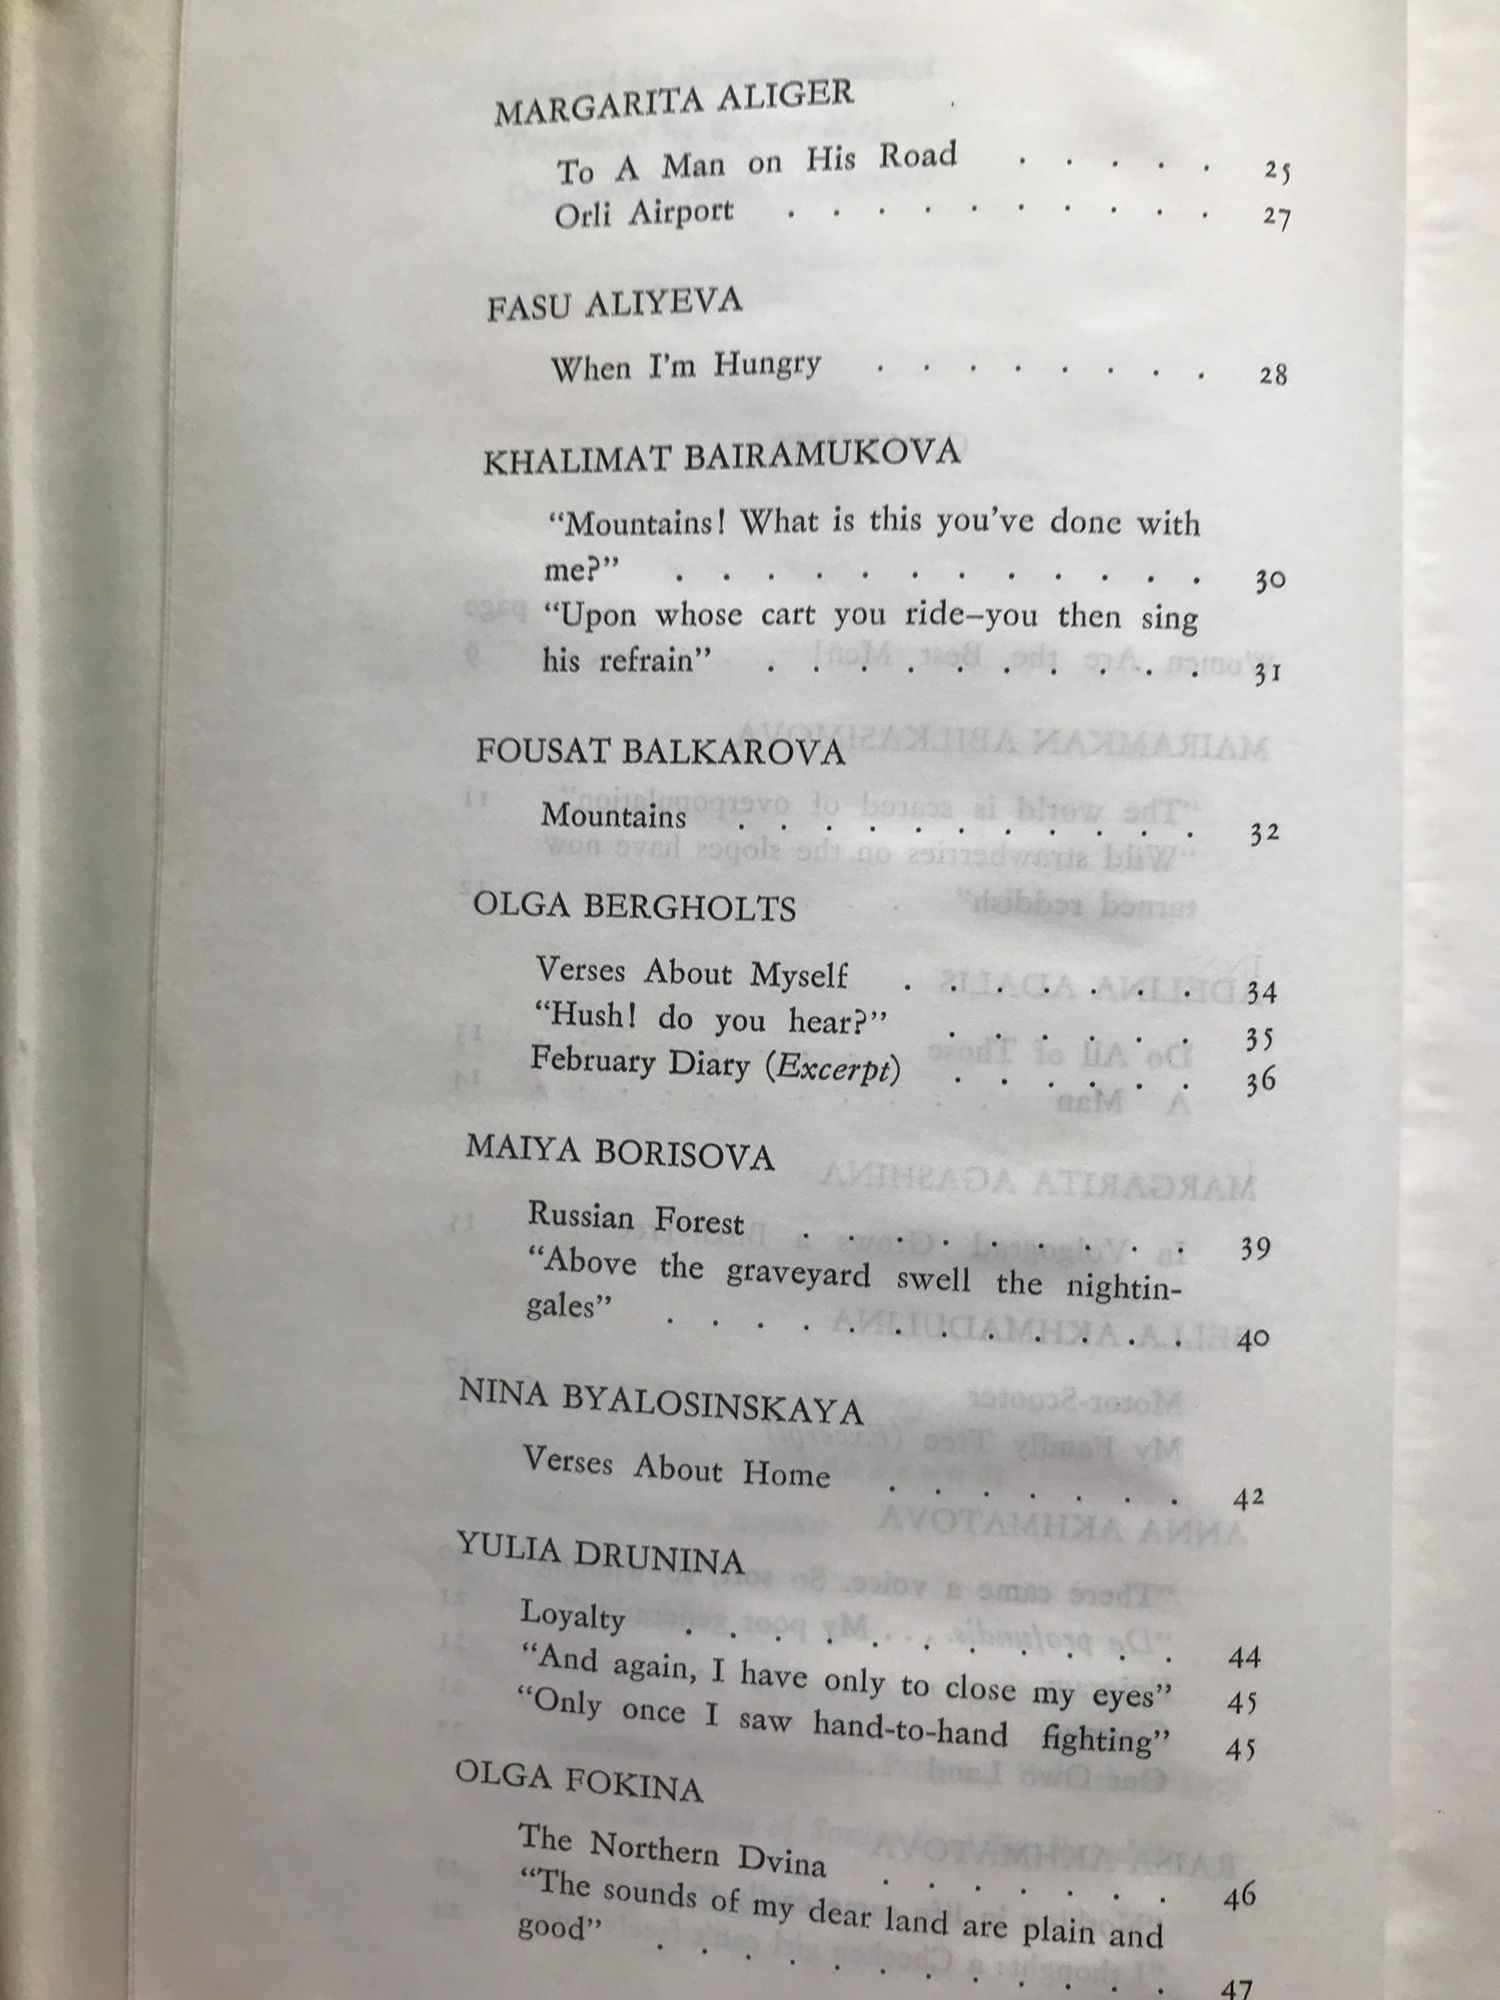 MARGARITA ALIGER
To A Man on His Road . . . . . 25
Orli Airport . . . . . . . . . . 27
FASU ALIYEVA
When I'm Hungry . . . . . . . . 28
KHALIMAT BAIRAMUKOVA
“Mountains! What is this you've done with
me?” . . . . . . . . . . . . 30
“Upon whose cart you ride–you then sing
his refrain” . . . . . . . . . . 31
FOUSAT BALKAROVA
Mountains . . . . . . . . . . . 32
OLGA BERGHOLTS
Verses About Myself . . . . . . . 34
“Hush! do you hear?” . . . . . . 35
February Diary (Excerpt) . . . . . . 36
MAIYA BORISOVA
Russian Forest . . . . . . . . . 39
“Above the graveyard swell the nightin-
gales” . . . . . . . . . . . . 40
NINA BYALOSINSKAYA
Verses About Home . . . . . . . 42
YULIA DRUNINA
Loyalty . . . . . . . . . . . 44
“And again, I have only to close my eyes” 45
“Only once I saw hand-to-hand fighting” 45
OLGA FOKINA
The Northern Dvina . . . . . . . 46
“The sounds of my dear land are plain and
good” . . . . . . . . . . . . 47